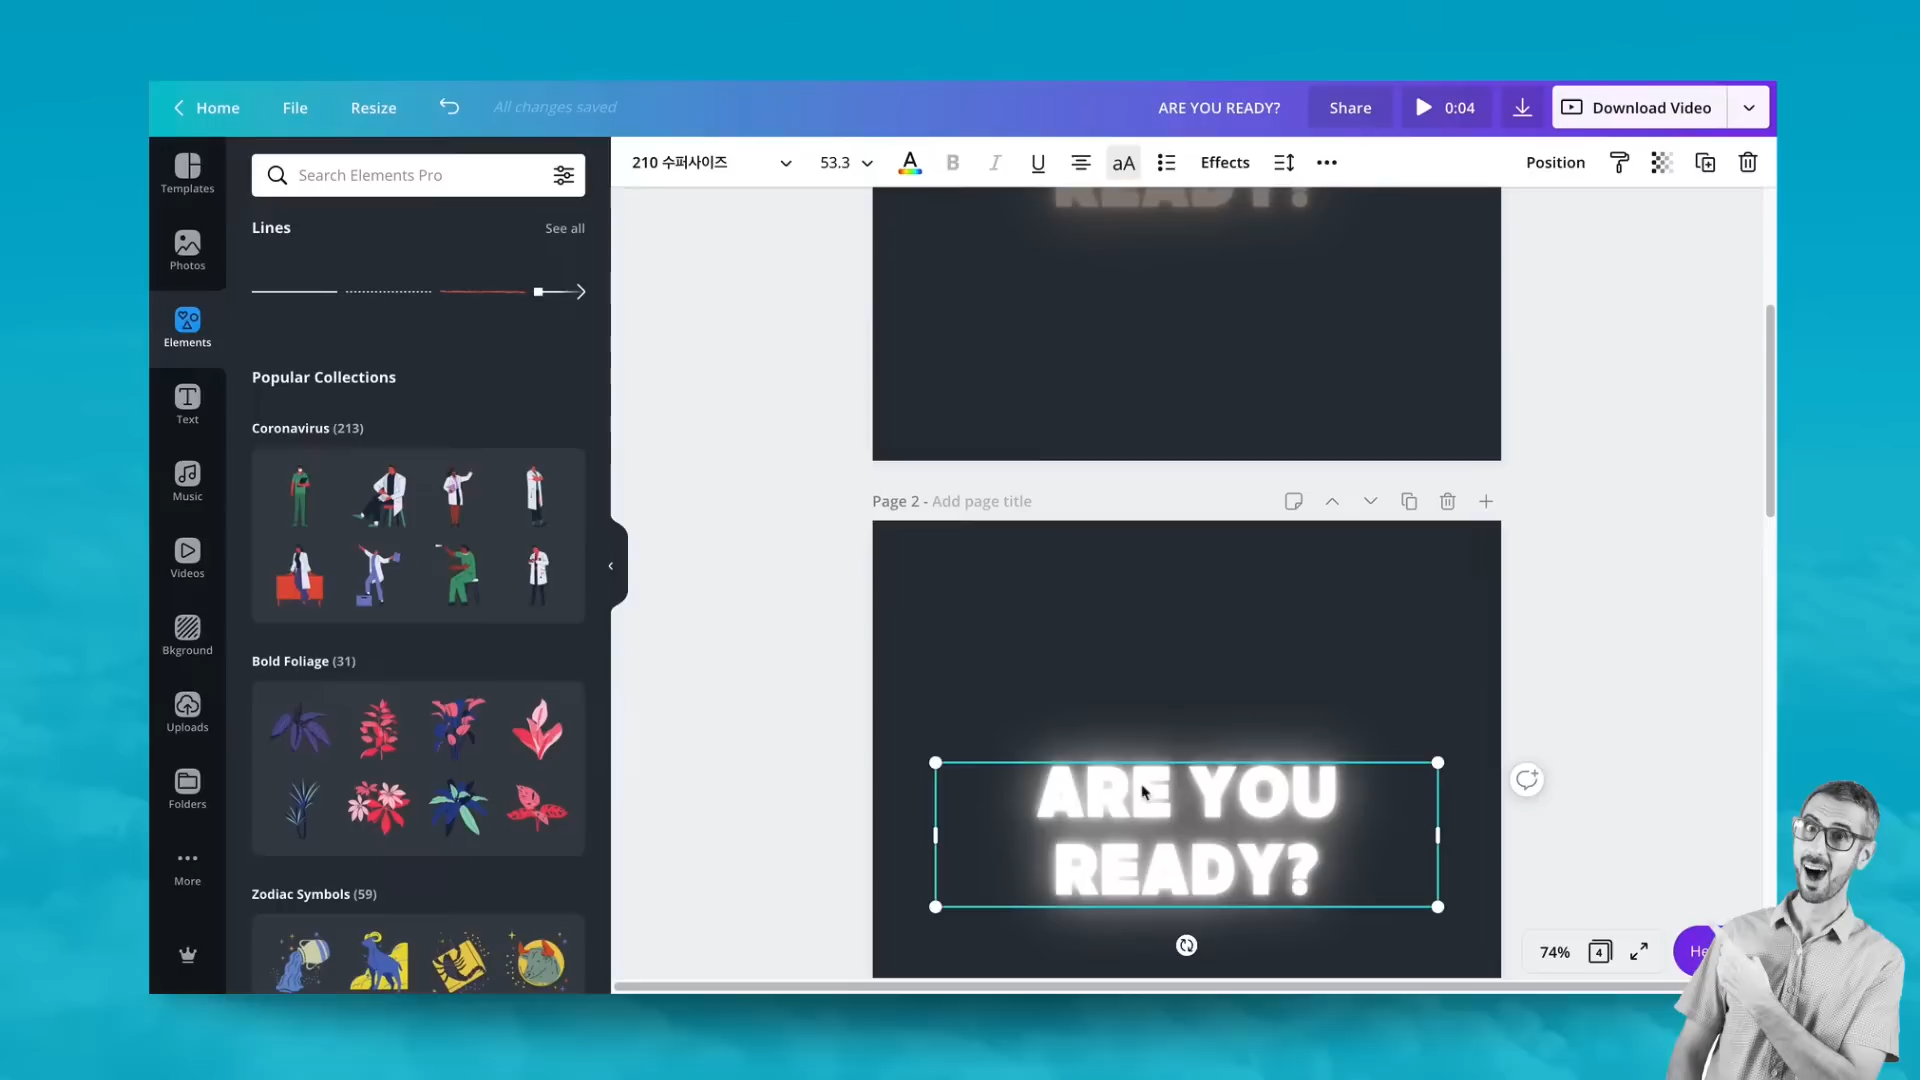 Home File Resize All changes saved ARE YOU READY? Share 0:04 Download Video
Templates
Photos
Elements
Text
Music
Videos
Bkground
Uploads
Folders
More
Search Elements Pro
Lines See all
Popular Collections
Coronavirus (213)
Bold Foliage (31)
Zodiac Symbols (59)
210 수퍼사이즈 53.3 A B I U aA Effects Position
READY?
Page 2 - Add page title
ARE YOU
READY?
74% 4
He